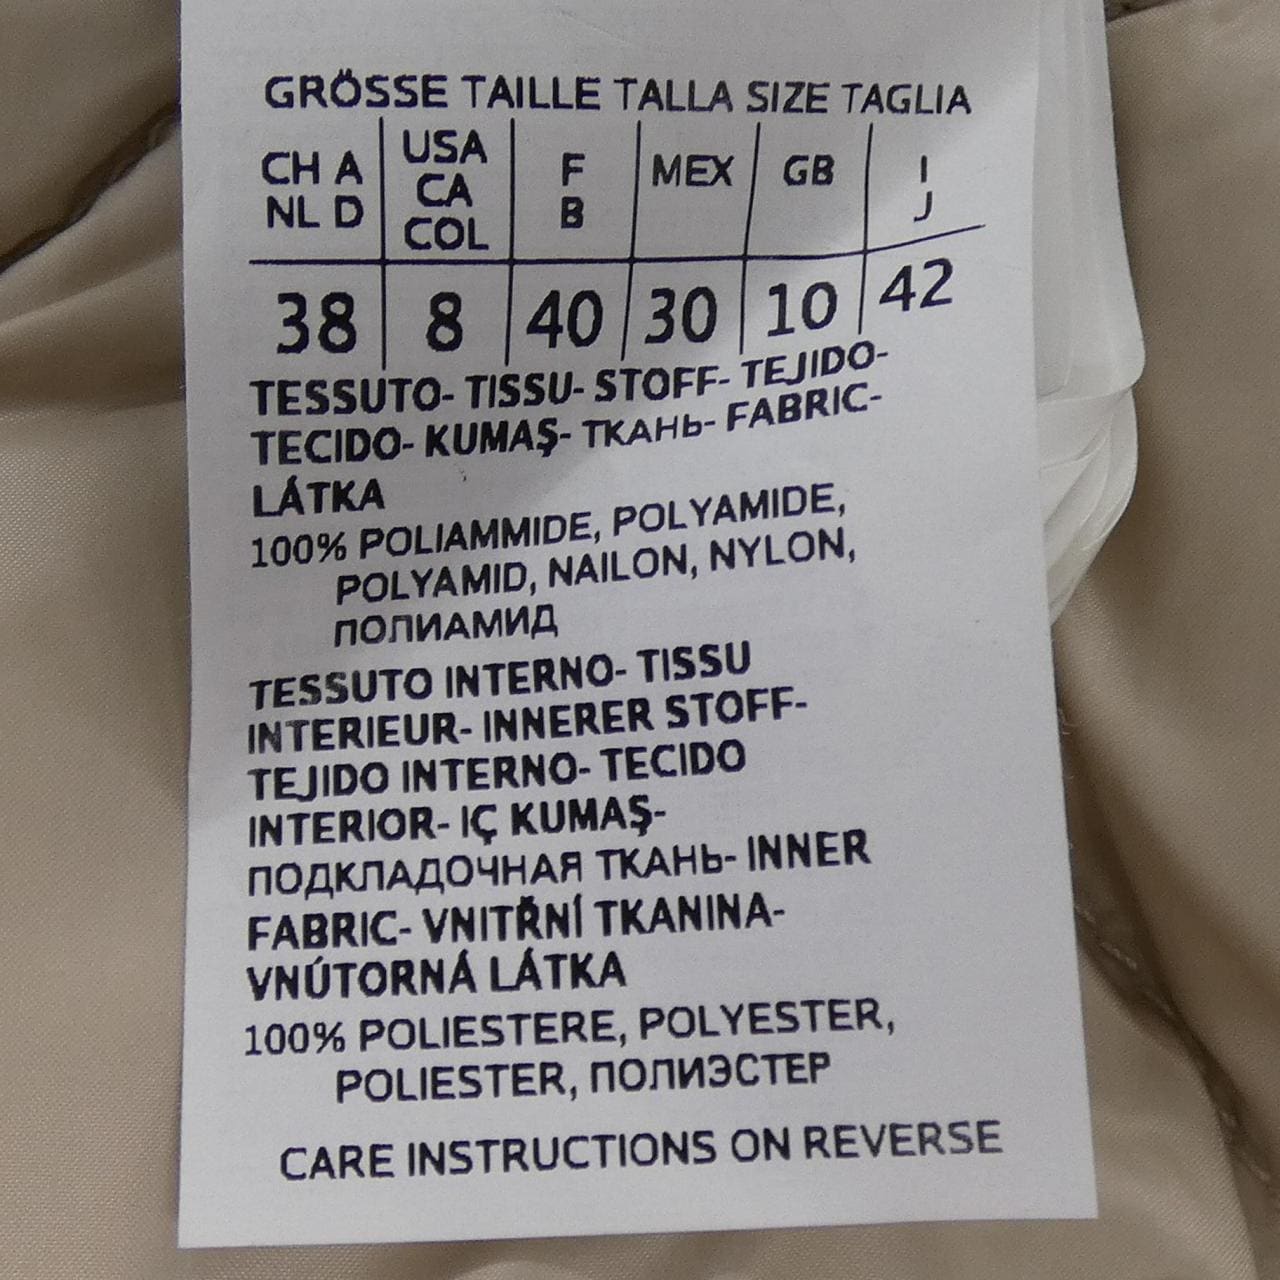 GRÖSSE TAILLE TALLA SIZE TAGLIA
CH A USA F MEX GB I
NL D CA B J
COL
38 8 40 30 10 42
TESSUTO- TISSU- STOFF- TEJIDO-
TECIDO- KUMAŞ- ТКАНЬ- FABRIC-
LÁTKA
100% POLIAMMIDE, POLYAMIDE,
POLYAMID, NAILON, NYLON,
ПОЛИАМИД
TESSUTO INTERNO- TISSU
INTERIEUR- INNERER STOFF-
TEJIDO INTERNO- TECIDO
INTERIOR- IÇ KUMAŞ-
ПОДКЛАДОЧНАЯ ТКАНЬ- INNER
FABRIC- VNITŘNÍ TKANINA-
VNÚTORNÁ LÁTKA
100% POLIESTERE, POLYESTER,
POLIESTER, ПОЛИЭСТЕР
CARE INSTRUCTIONS ON REVERSE